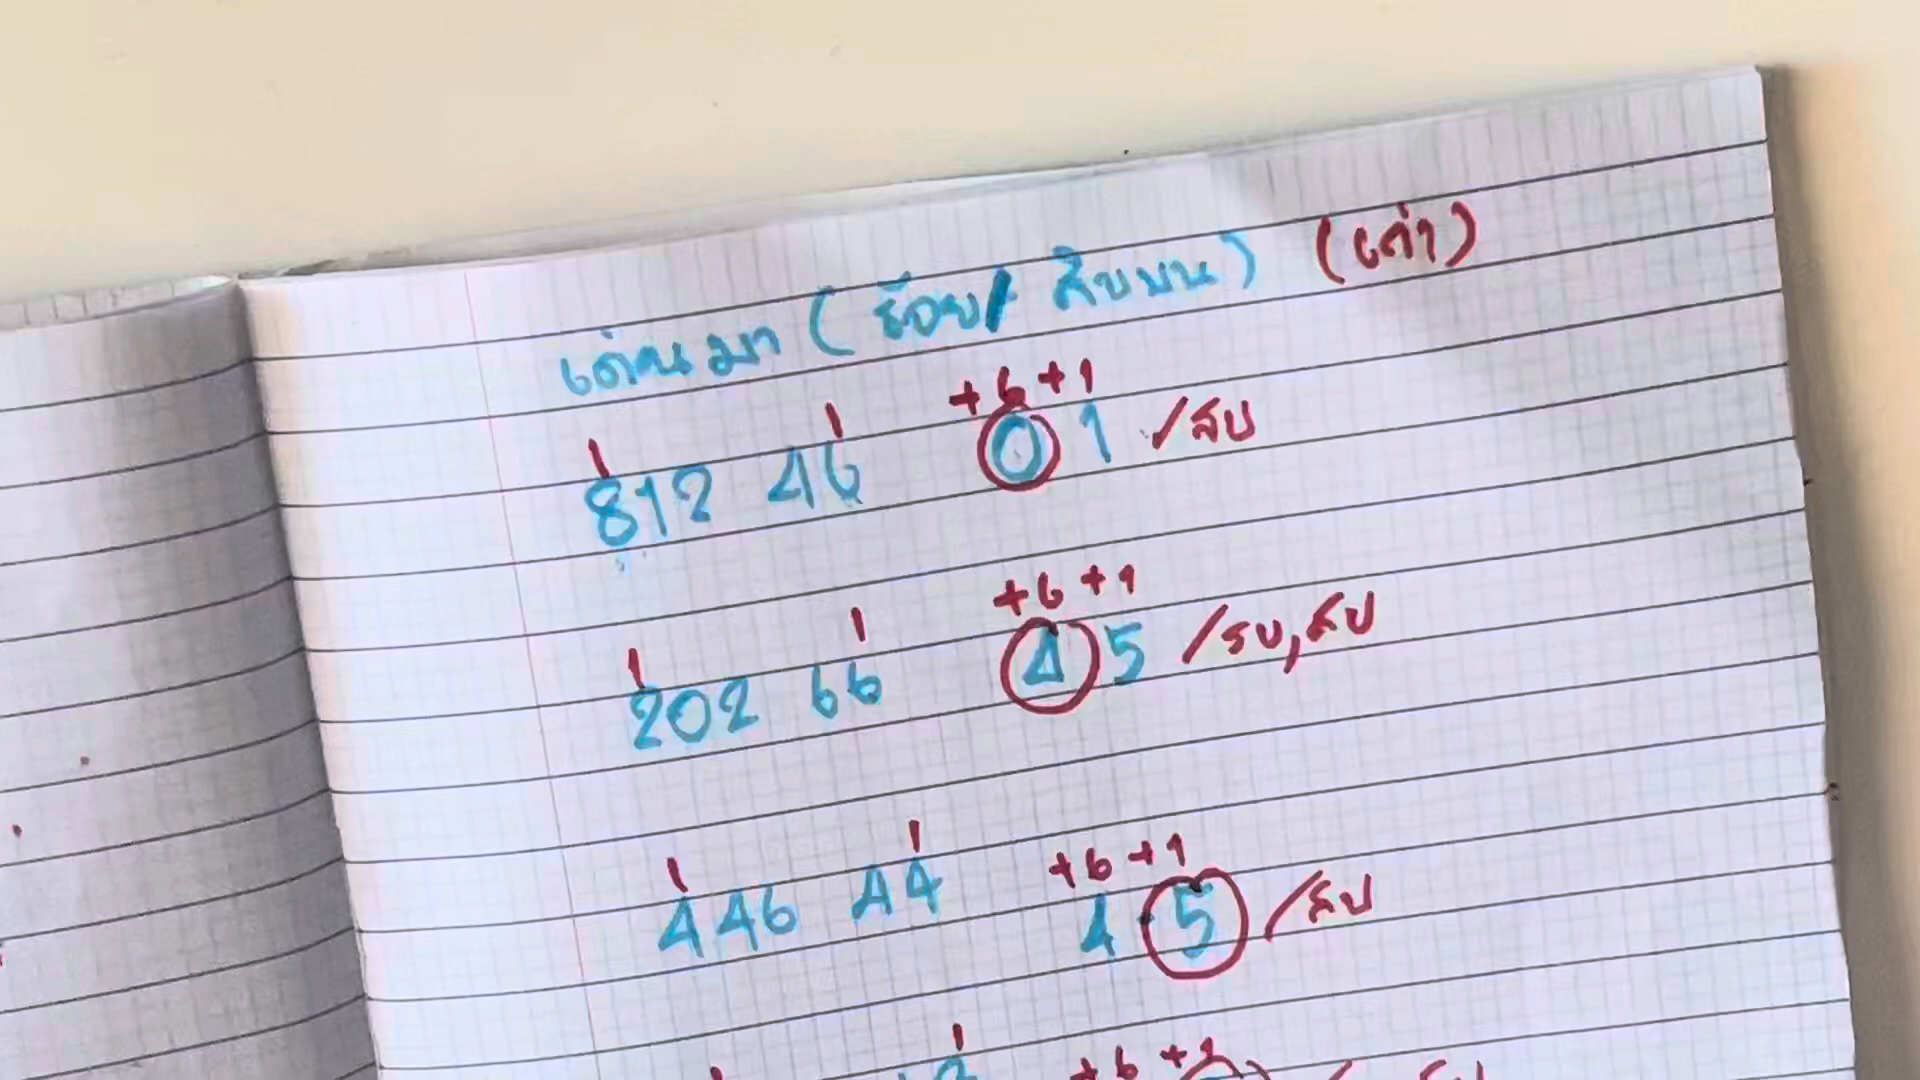 เด่นมา (ร้อย/สิบบน) (เก่า)
+6 +1
812 46 0 1 /สบ
+6 +1
202 66 4 5 /รบ,สบ
+6 +1
446 44 4 5 /สบ
+6 +1